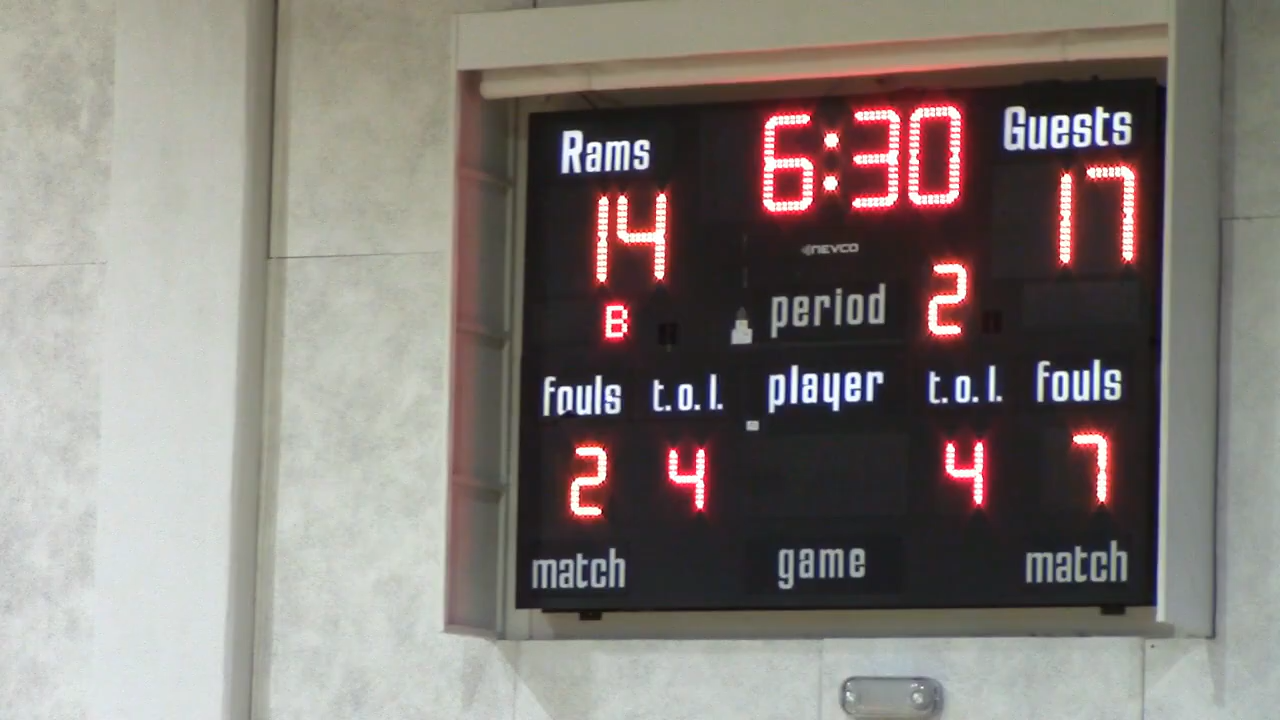 Rams 6:30 Guests
14 17
NEVCO
B period 2
fouls t.o.l. player t.o.l. fouls
2 4 4 7
match game match